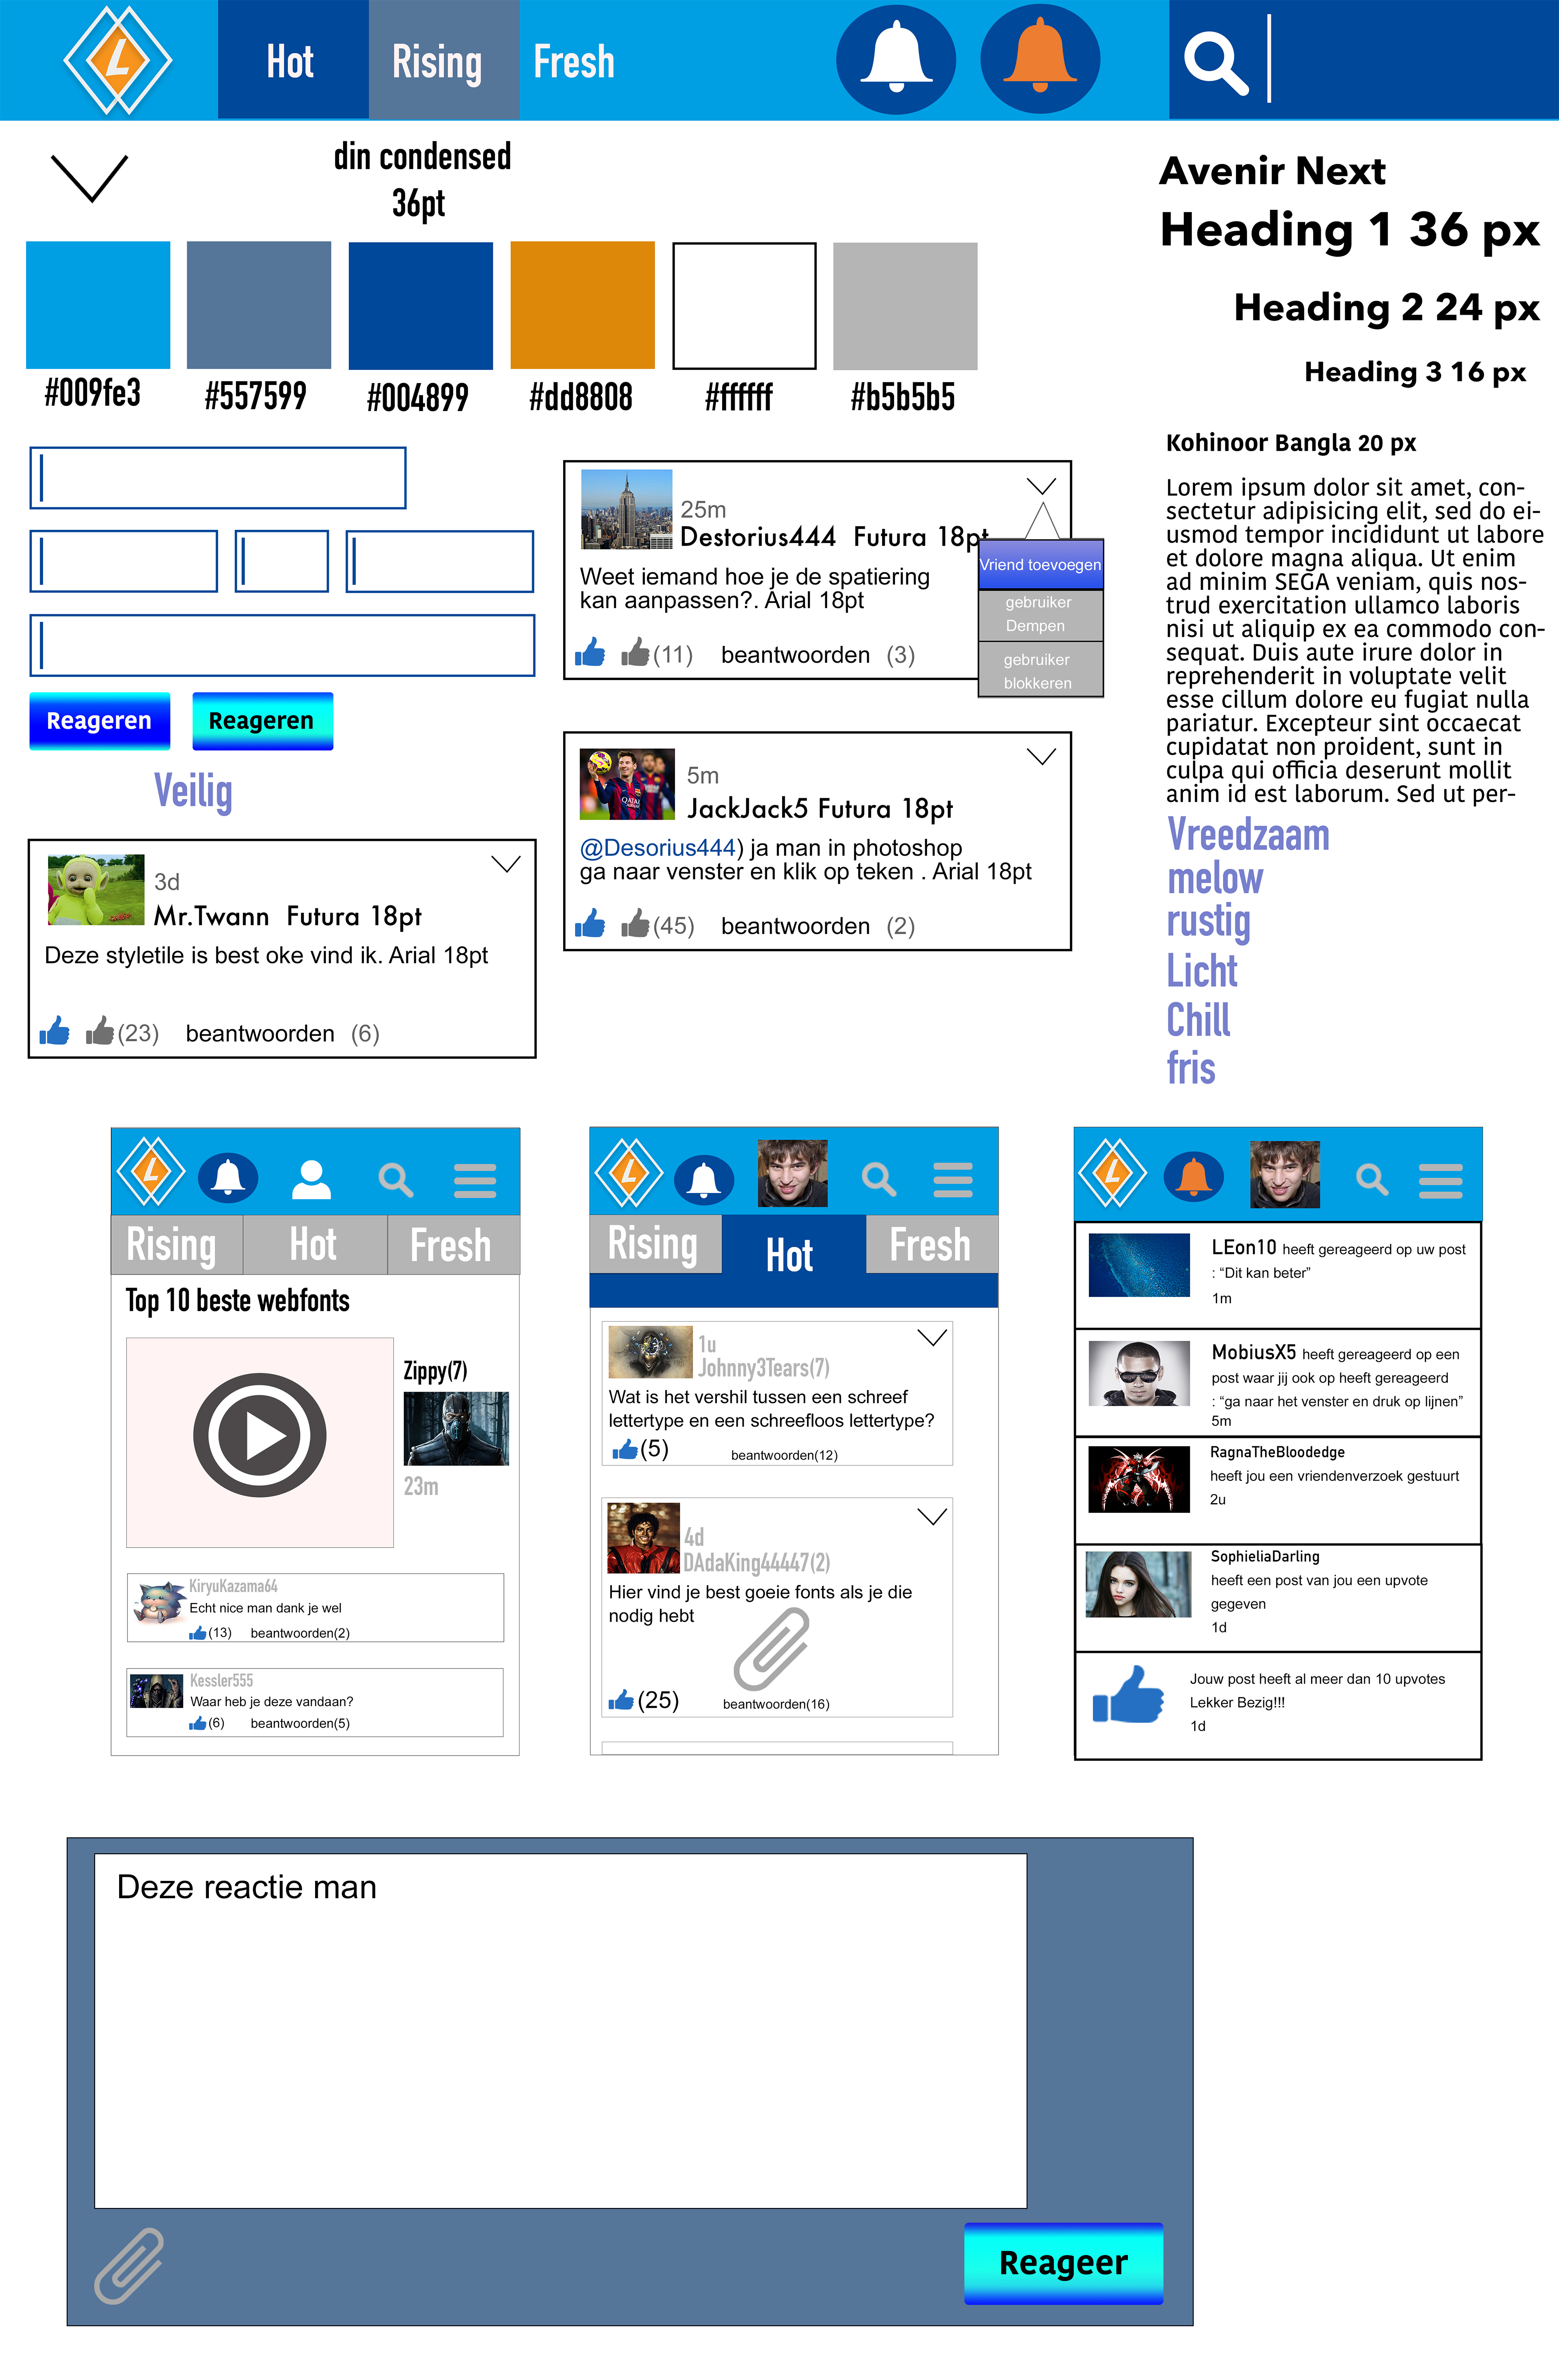 L
Hot
Rising
Fresh
din condensed
36pt
#009fe3
#557599
#004899
#dd8808
#ffffff
#b5b5b5
Avenir Next
Heading 1 36 px
Heading 2 24 px
Heading 3 16 px
Kohinoor Bangla 20 px
Lorem ipsum dolor sit amet, con-
sectetur adipisicing elit, sed do ei-
usmod tempor incididunt ut labore
et dolore magna aliqua. Ut enim
ad minim SEGA veniam, quis nos-
trud exercitation ullamco laboris
nisi ut aliquip ex ea commodo con-
sequat. Duis aute irure dolor in
reprehenderit in voluptate velit
esse cillum dolore eu fugiat nulla
pariatur. Excepteur sint occaecat
cupidatat non proident, sunt in
culpa qui officia deserunt mollit
anim id est laborum. Sed ut per-
Vreedzaam
melow
rustig
Licht
Chill
fris
Reageren
Reageren
Veilig
25m
Destorius444 Futura 18pt
Weet iemand hoe je de spatiering
kan aanpassen?. Arial 18pt
(11) beantwoorden (3)
Vriend toevoegen
gebruiker
Dempen
gebruiker
blokkeren
5m
JackJack5 Futura 18pt
@Desorius444) ja man in photoshop
ga naar venster en klik op teken . Arial 18pt
(45) beantwoorden (2)
3d
Mr.Twann Futura 18pt
Deze styletile is best oke vind ik. Arial 18pt
(23) beantwoorden (6)
L
Rising
Hot
Fresh
Top 10 beste webfonts
Zippy(7)
23m
KiryuKazama64
Echt nice man dank je wel
(13) beantwoorden(2)
Kessler555
Waar heb je deze vandaan?
(6) beantwoorden(5)
L
Rising
Hot
Fresh
1u
Johnny3Tears(7)
Wat is het vershil tussen een schreef
lettertype en een schreefloos lettertype?
(5) beantwoorden(12)
4d
DAdaKing44447(2)
Hier vind je best goeie fonts als je die
nodig hebt
(25) beantwoorden(16)
L
LEon10 heeft gereageerd op uw post
: “Dit kan beter”
1m
MobiusX5 heeft gereageerd op een
post waar jij ook op heeft gereageerd
: “ga naar het venster en druk op lijnen”
5m
RagnaTheBloodedge
heeft jou een vriendenverzoek gestuurt
2u
SophieliaDarling
heeft een post van jou een upvote
gegeven
1d
Jouw post heeft al meer dan 10 upvotes
Lekker Bezig!!!
1d
Deze reactie man
Reageer